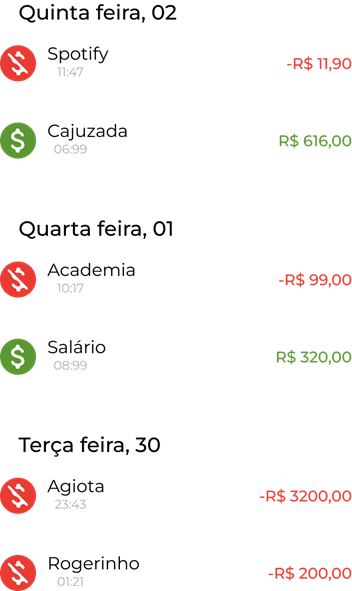 Quinta feira, 02
Spotify
11:47
-R$ 11,90
Cajuzada
06:99
R$ 616,00
Quarta feira, 01
Academia
10:17
-R$ 99,00
Salário
08:99
R$ 320,00
Terça feira, 30
Agiota
23:43
-R$ 3200,00
Rogerinho
01:21
-R$ 200,00